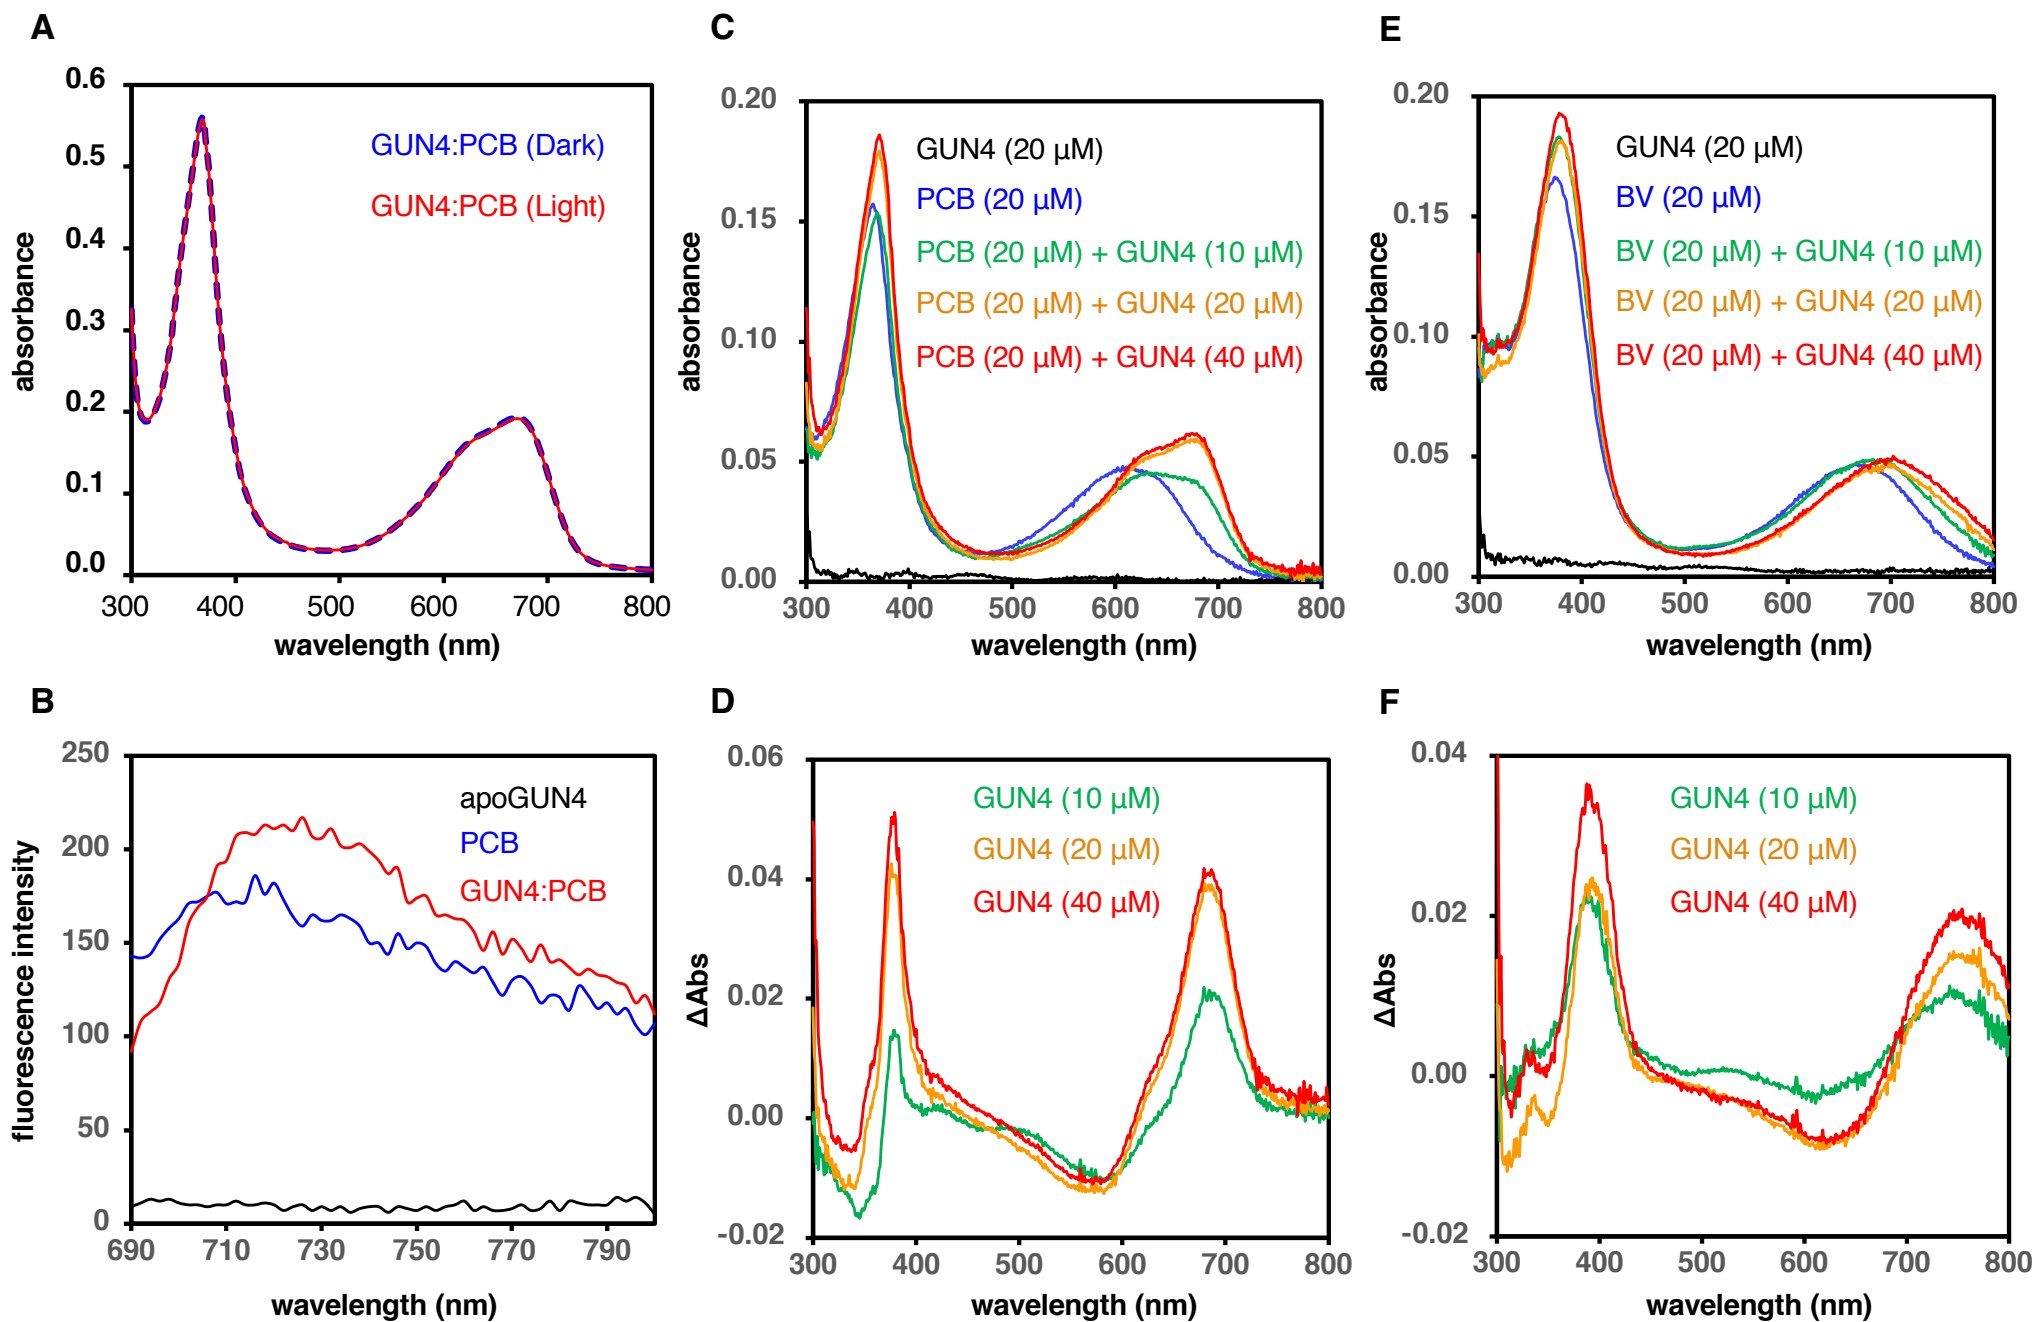 A
0.6
0.5
0.4
0.3
0.2
0.1
0.0
absorbance
GUN4:PCB (Dark)
GUN4:PCB (Light)
300 400 500 600 700 800
wavelength (nm)
C
0.20
0.15
0.10
0.05
0.00
absorbance
GUN4 (20 µM)
PCB (20 µM)
PCB (20 µM) + GUN4 (10 µM)
PCB (20 µM) + GUN4 (20 µM)
PCB (20 µM) + GUN4 (40 µM)
300 400 500 600 700 800
wavelength (nm)
E
0.20
0.15
0.10
0.05
0.00
absorbance
GUN4 (20 µM)
BV (20 µM)
BV (20 µM) + GUN4 (10 µM)
BV (20 µM) + GUN4 (20 µM)
BV (20 µM) + GUN4 (40 µM)
300 400 500 600 700 800
wavelength (nm)
B
250
200
150
100
50
0
fluorescence intensity
apoGUN4
PCB
GUN4:PCB
690 710 730 750 770 790
wavelength (nm)
D
0.06
0.04
0.02
0.00
-0.02
ΔAbs
GUN4 (10 µM)
GUN4 (20 µM)
GUN4 (40 µM)
300 400 500 600 700 800
wavelength (nm)
F
0.04
0.02
0.00
-0.02
ΔAbs
GUN4 (10 µM)
GUN4 (20 µM)
GUN4 (40 µM)
300 400 500 600 700 800
wavelength (nm)